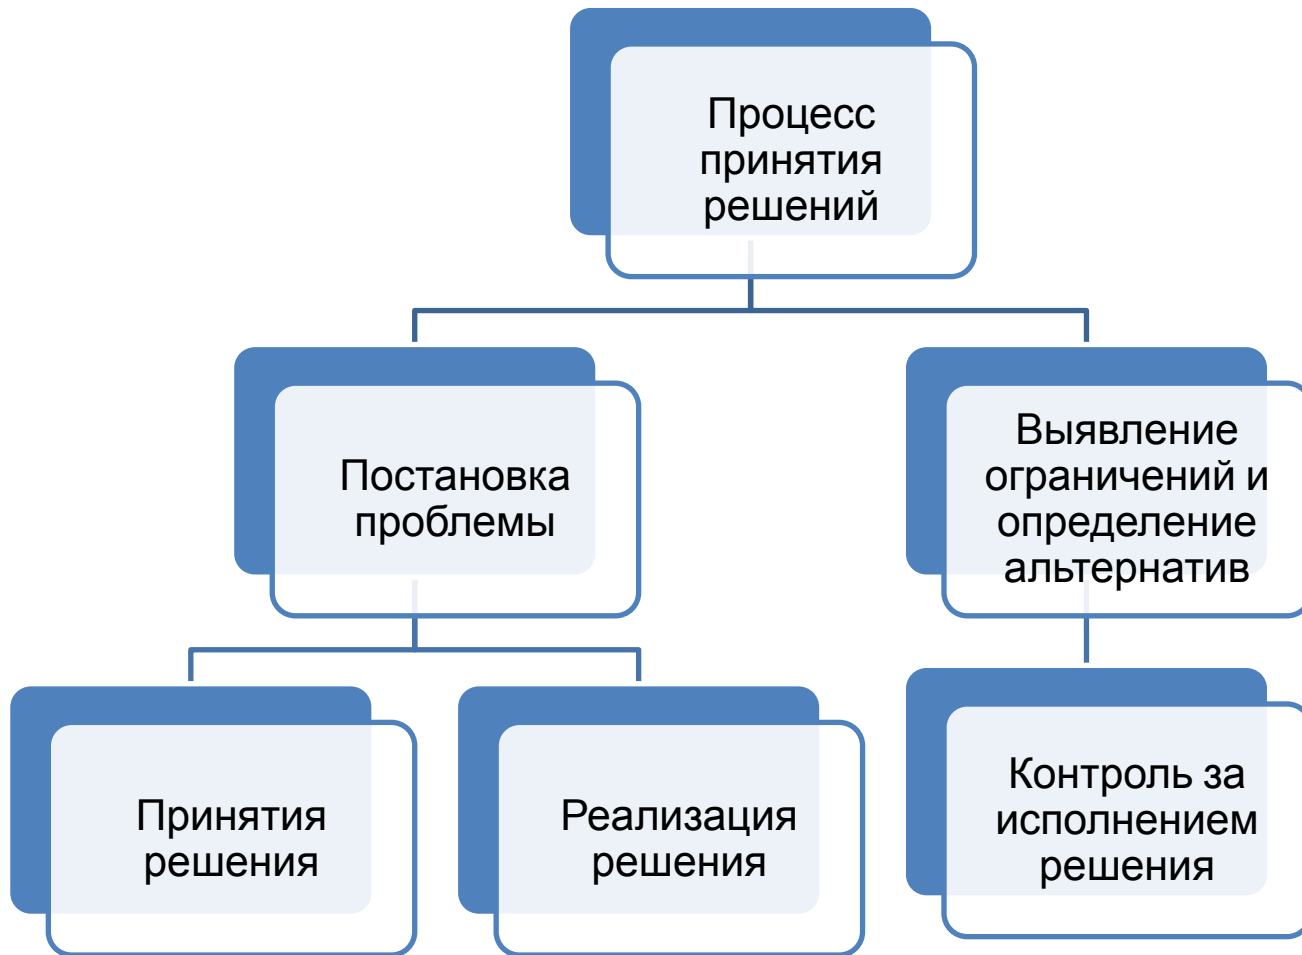 Процесс
принятия
решений
Постановка
проблемы
Выявление
ограничений и
определение
альтернатив
Принятия
решения
Реализация
решения
Контроль за
исполнением
решения